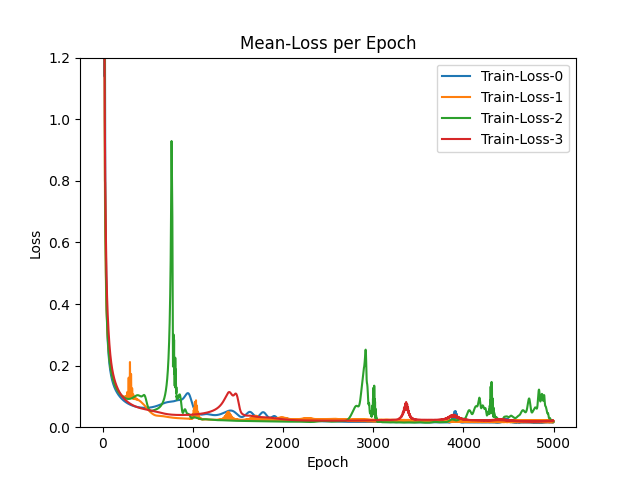 Mean-Loss per Epoch
1.2
1.0
0.8
0.6
0.4
0.2
0.0
Loss
Train-Loss-0
Train-Loss-1
Train-Loss-2
Train-Loss-3
0 1000 2000 3000 4000 5000
Epoch